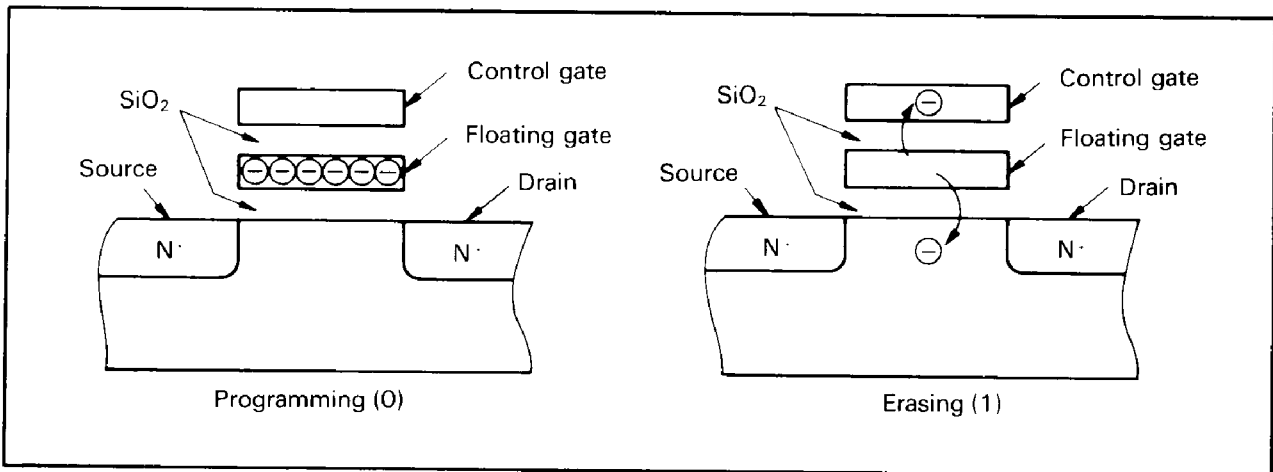 Control gate
SiO₂
Floating gate
Source
Drain
N⁺
N⁺
Programming (0)
Control gate
SiO₂
Floating gate
Source
Drain
N⁺
N⁺
Erasing (1)